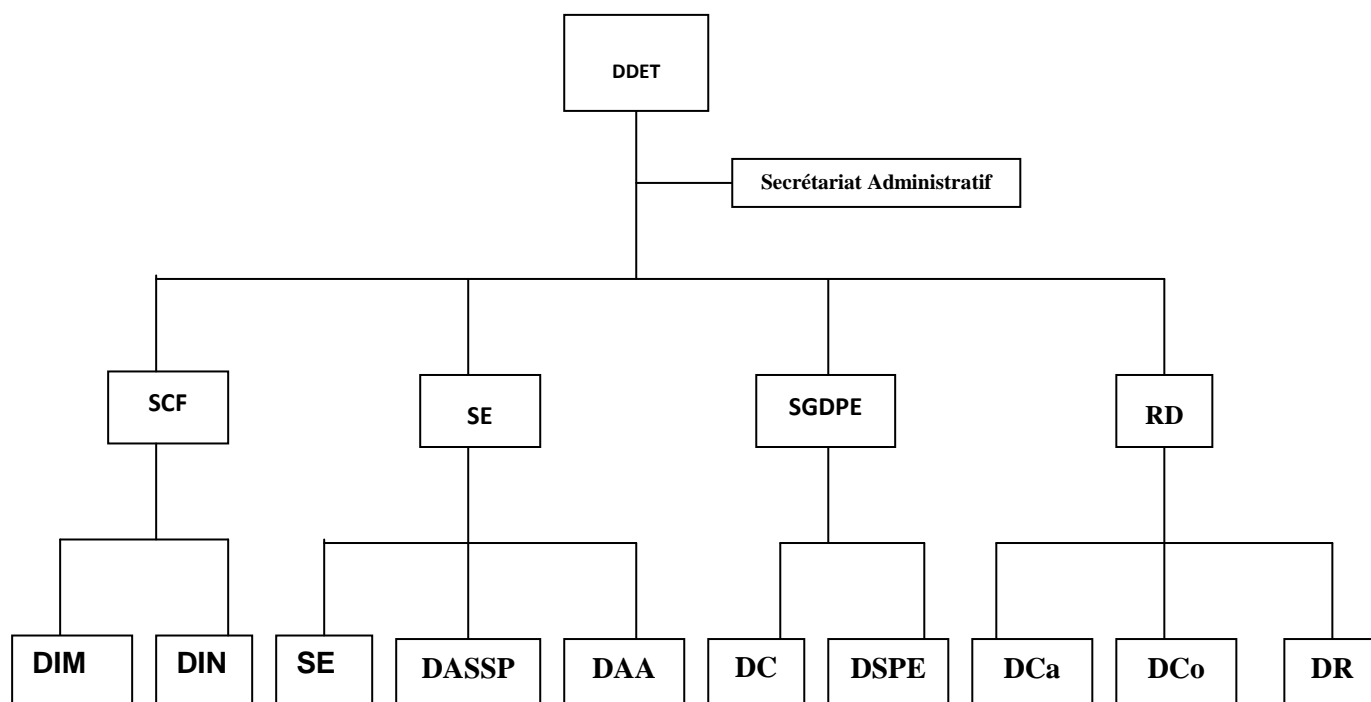 DDET
Secrétariat Administratif
SCF
SE
SGDPE
RD
DIM
DIN
SE
DASSP
DAA
DC
DSPE
DCa
DCo
DR